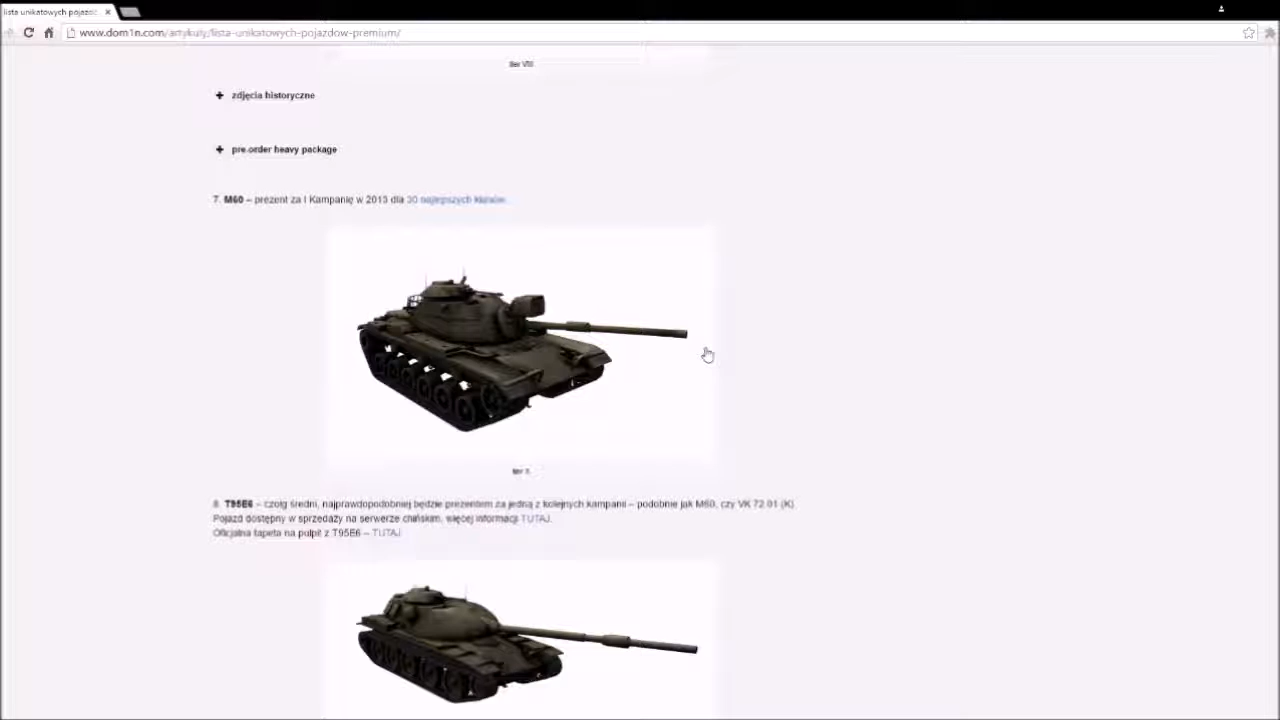 lista unikatowych pojazd
www.dom1n.com/artykuly/lista-unikatowych-pojazdow-premium/
tier VIII
zdjęcia historyczne
pre.order heavy package
7. M60 – prezent za I Kampanię w 2013 dla 30 najlepszych klanów.
tier X
8. T95E6 – czołg średni, najprawdopodobniej będzie prezentem za jedną z kolejnych kampanii – podobnie jak M60, czy VK 72.01 (K).
Pojazd dostępny w sprzedaży na serwerze chińskim, więcej informacji TUTAJ.
Oficjalna tapeta na pulpit z T95E6 – TUTAJ